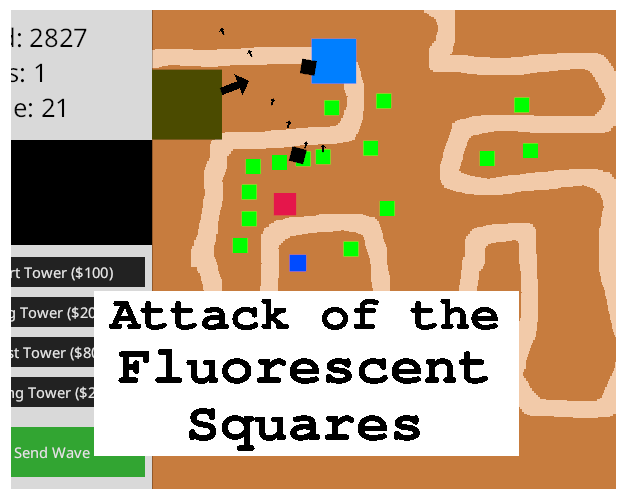 d: 2827
s: 1
e: 21
rt Tower ($100)
g Tower ($20
st Tower ($80
ng Tower ($2
Send Wave
Attack of the
Fluorescent
Squares